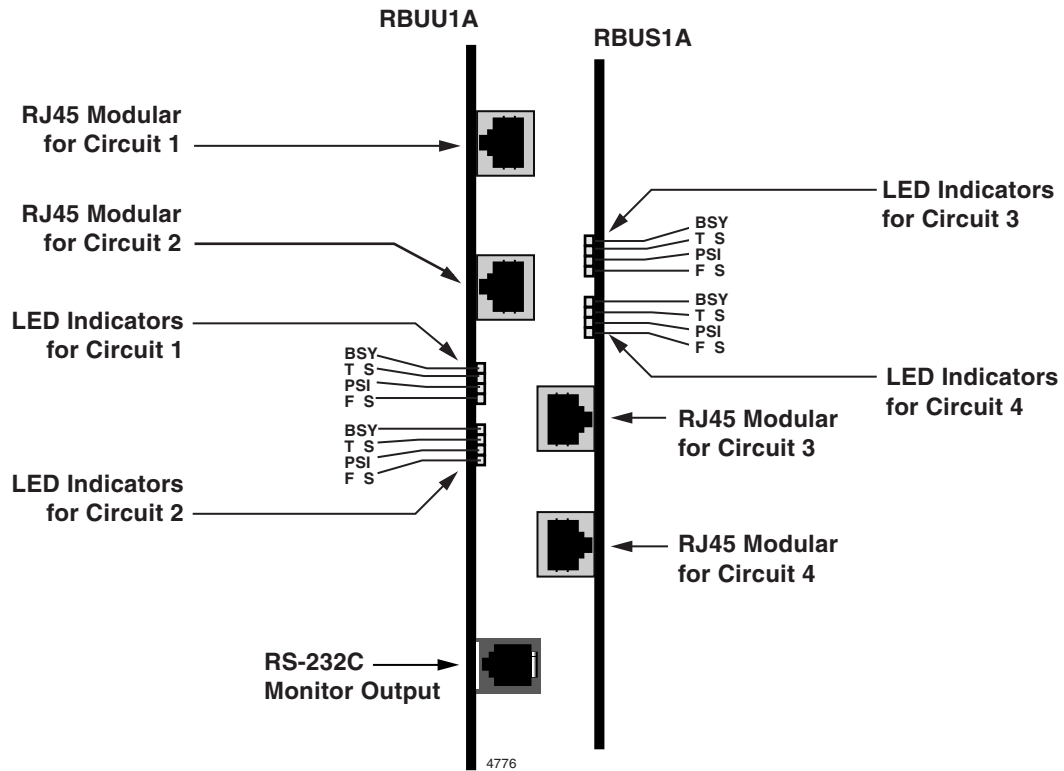 RBUU1A
RBUS1A
RJ45 Modular
for Circuit 1
RJ45 Modular
for Circuit 2
LED Indicators
for Circuit 1
BSY
T S
PSI
F S
BSY
T S
PSI
F S
LED Indicators
for Circuit 2
RS-232C
Monitor Output
LED Indicators
for Circuit 3
BSY
T S
PSI
F S
BSY
T S
PSI
F S
LED Indicators
for Circuit 4
RJ45 Modular
for Circuit 3
RJ45 Modular
for Circuit 4
4776